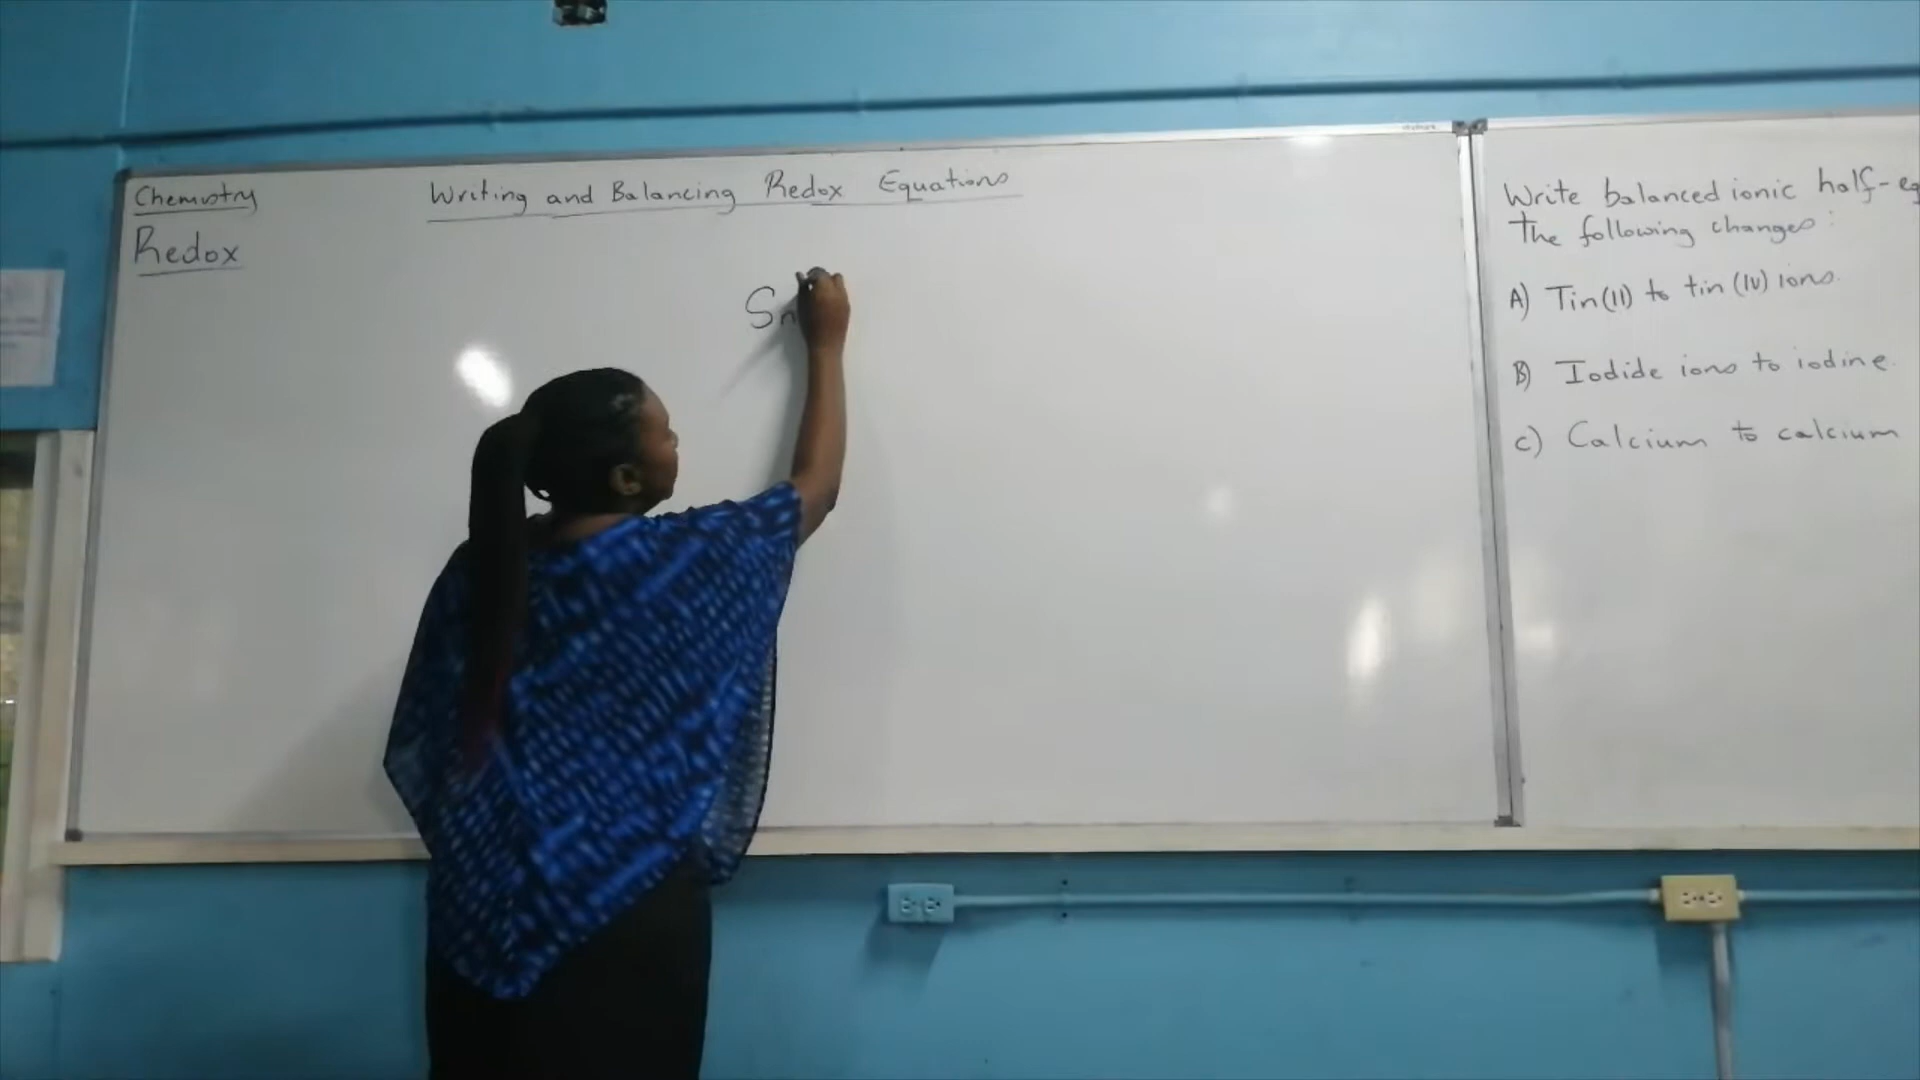 Chemistry
Writing and Balancing Redox Equations
Redox
Sn
Write balanced ionic half-eq
the following changes:
A) Tin(II) to tin (IV) ions.
B) Iodide ions to iodine.
C) Calcium to calcium